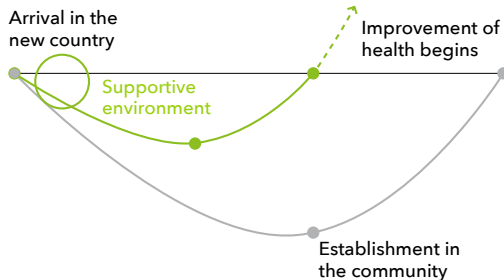 Arrival in the
new country
Improvement of
health begins
Supportive
environment
Establishment in
the community